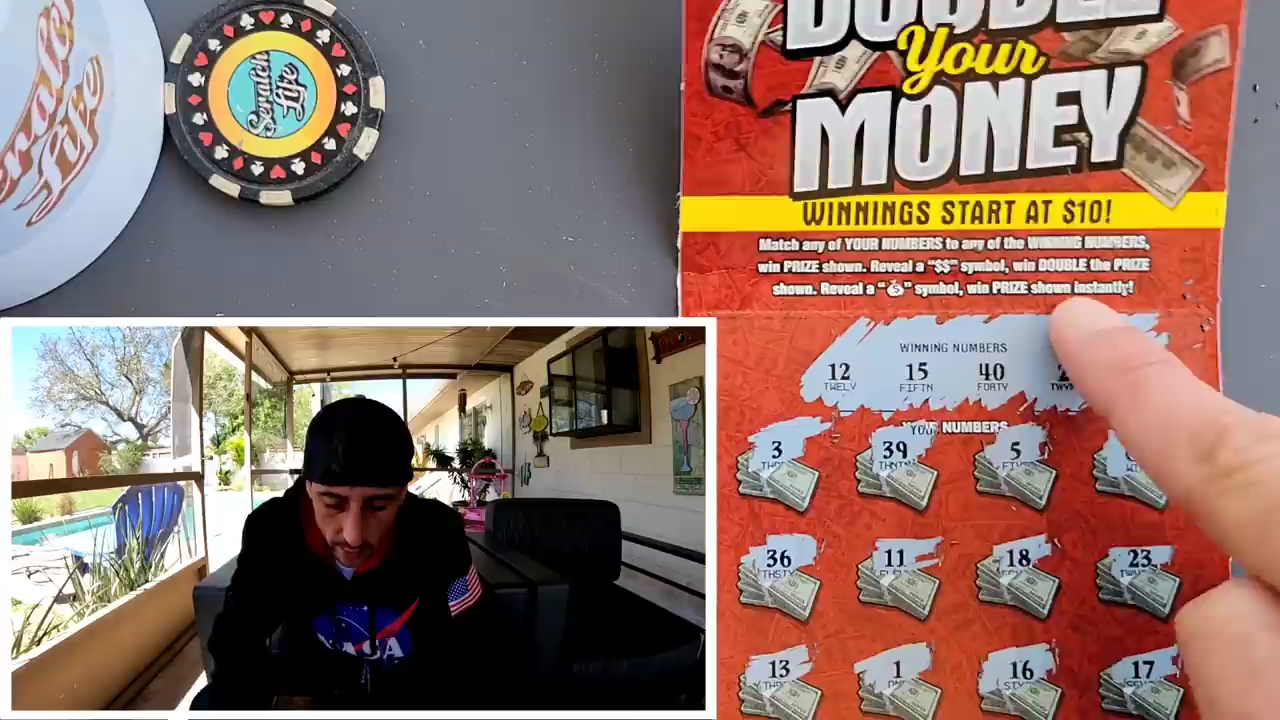 Scratch
Life
DOUBLE
Your
MONEY
WINNINGS START AT $10!
Match any of YOUR NUMBERS to any of the WINNING NUMBERS,
win PRIZE shown. Reveal a "$$" symbol, win DOUBLE the PRIZE
shown. Reveal a "💰" symbol, win PRIZE shown instantly!
WINNING NUMBERS
12 15 40
TWELV FIFTN FORTY
YOUR NUMBERS
3 39 5
36 11 18 23
THSTX
13 1 16 17
NASA